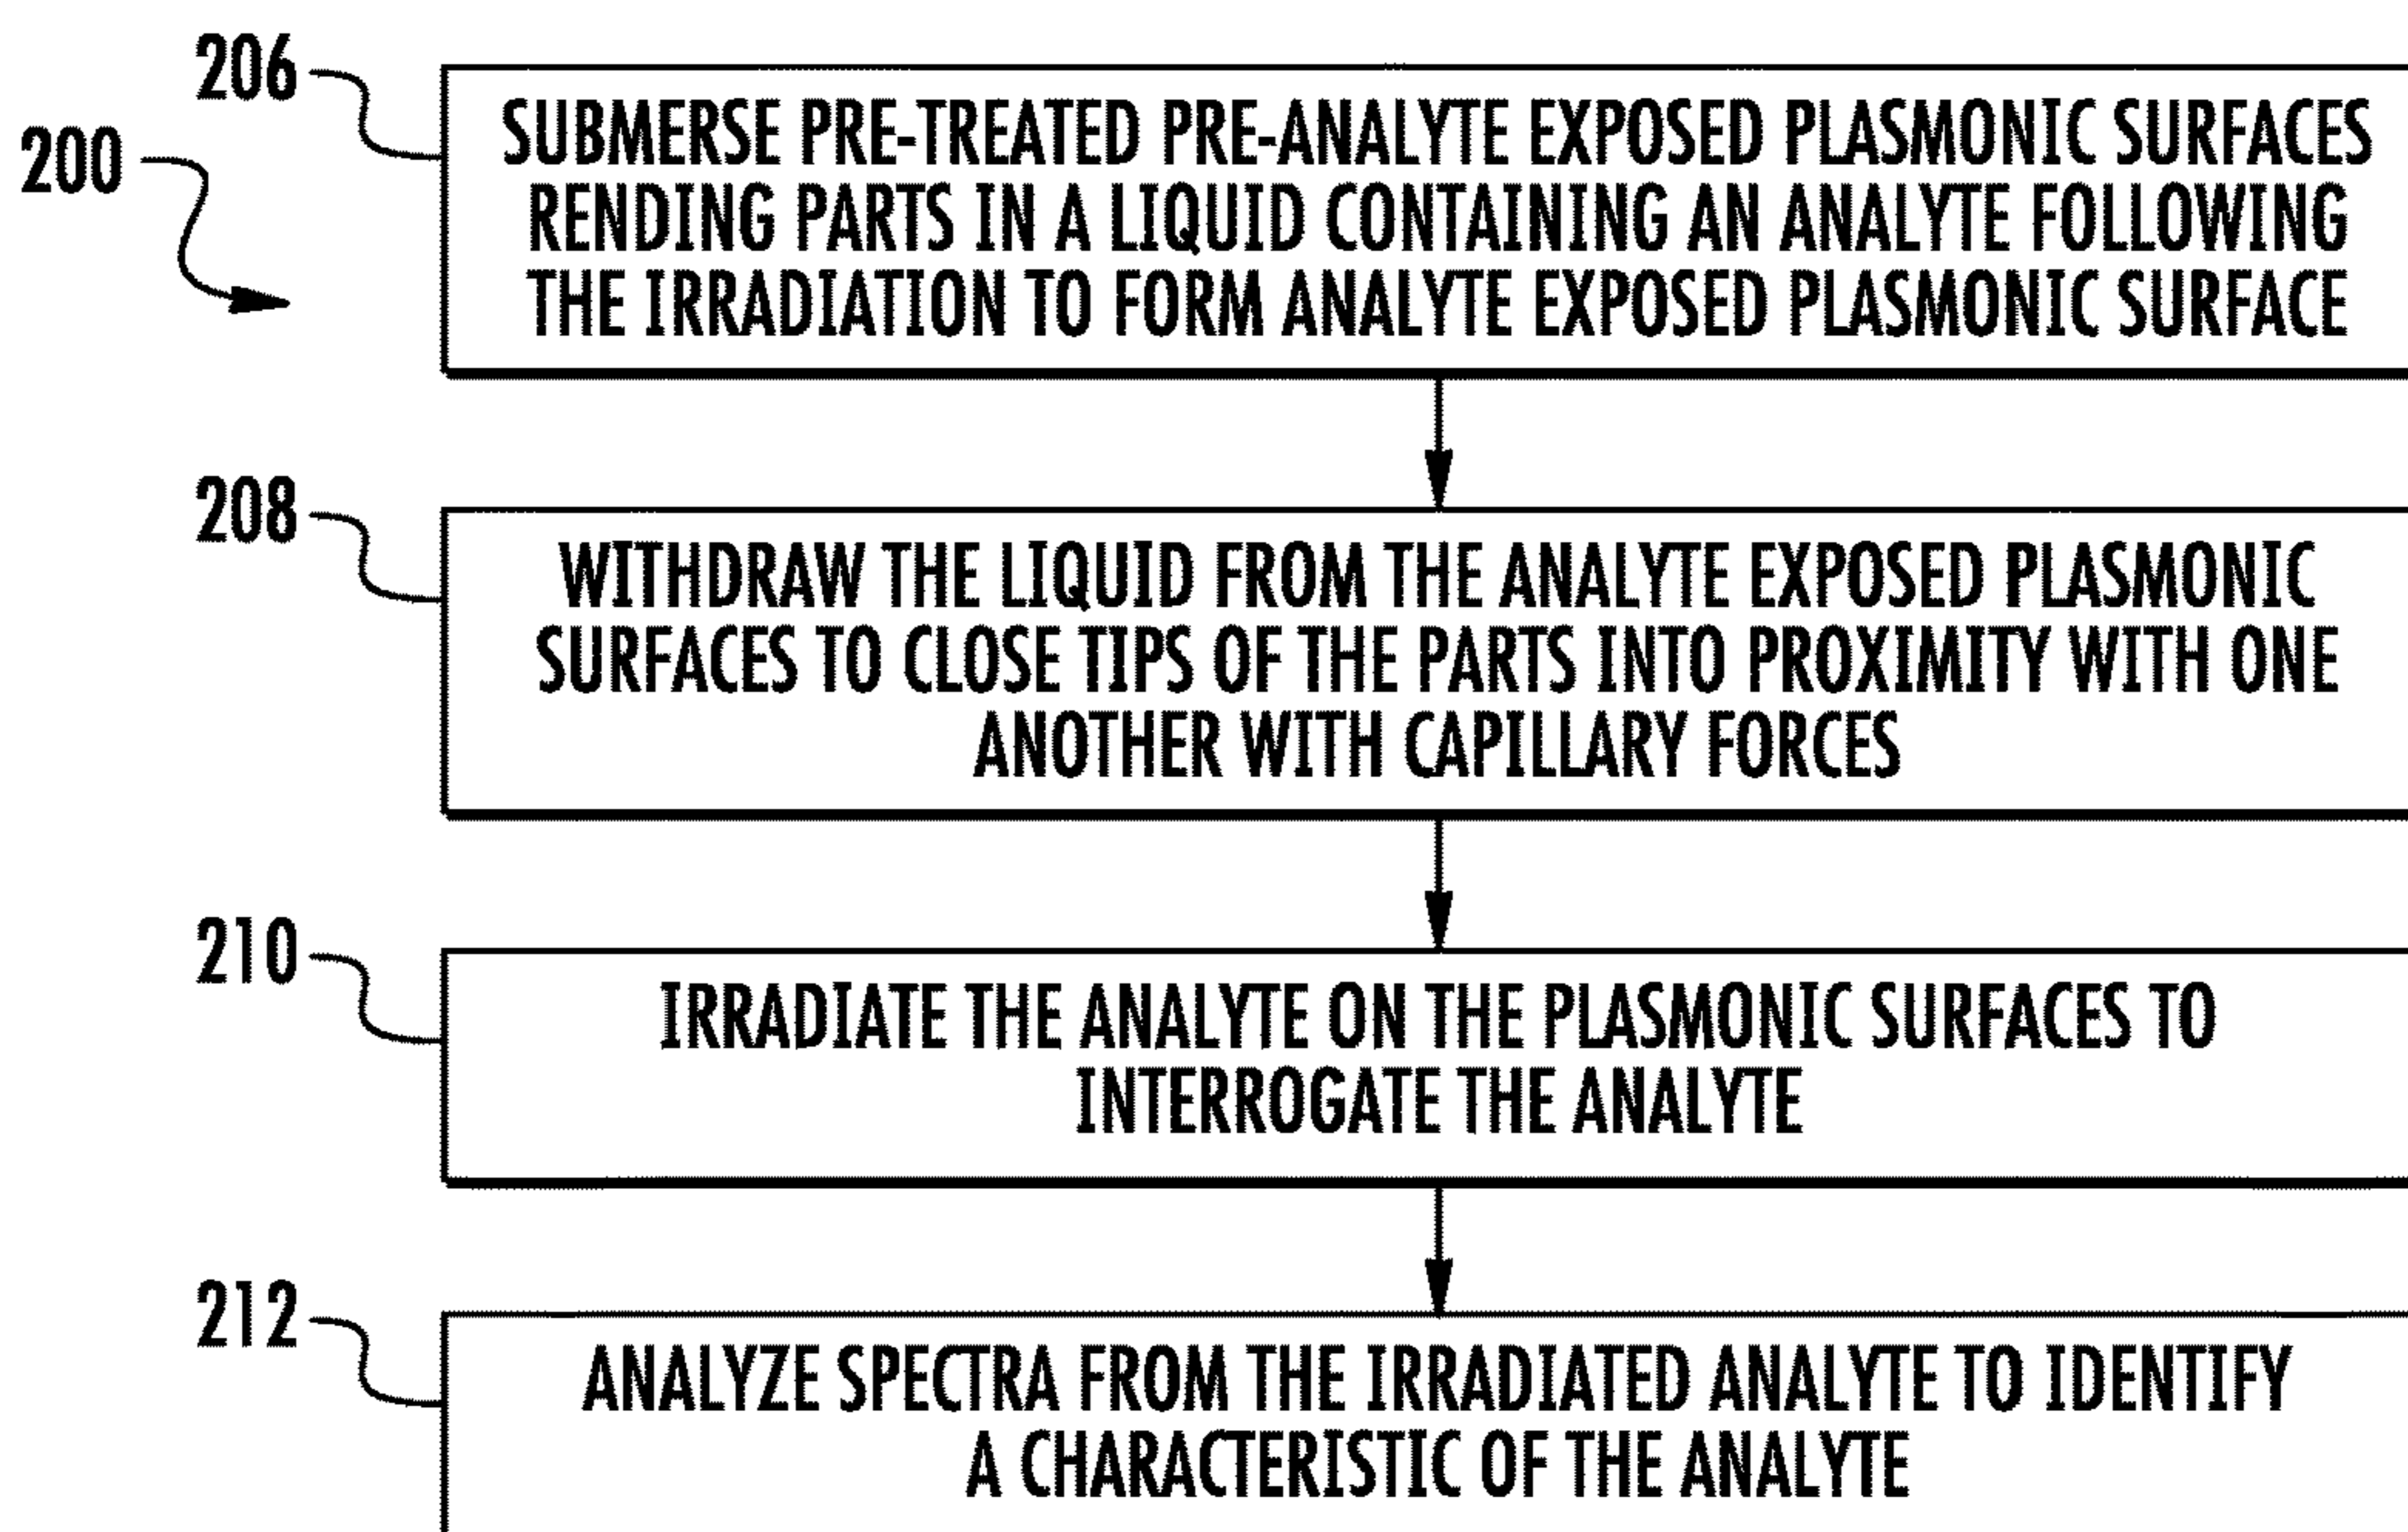 206
200
SUBMERSE PRE-TREATED PRE-ANALYTE EXPOSED PLASMONIC SURFACES
RENDING PARTS IN A LIQUID CONTAINING AN ANALYTE FOLLOWING
THE IRRADIATION TO FORM ANALYTE EXPOSED PLASMONIC SURFACE
208
WITHDRAW THE LIQUID FROM THE ANALYTE EXPOSED PLASMONIC
SURFACES TO CLOSE TIPS OF THE PARTS INTO PROXIMITY WITH ONE
ANOTHER WITH CAPILLARY FORCES
210
IRRADIATE THE ANALYTE ON THE PLASMONIC SURFACES TO
INTERROGATE THE ANALYTE
212
ANALYZE SPECTRA FROM THE IRRADIATED ANALYTE TO IDENTIFY
A CHARACTERISTIC OF THE ANALYTE